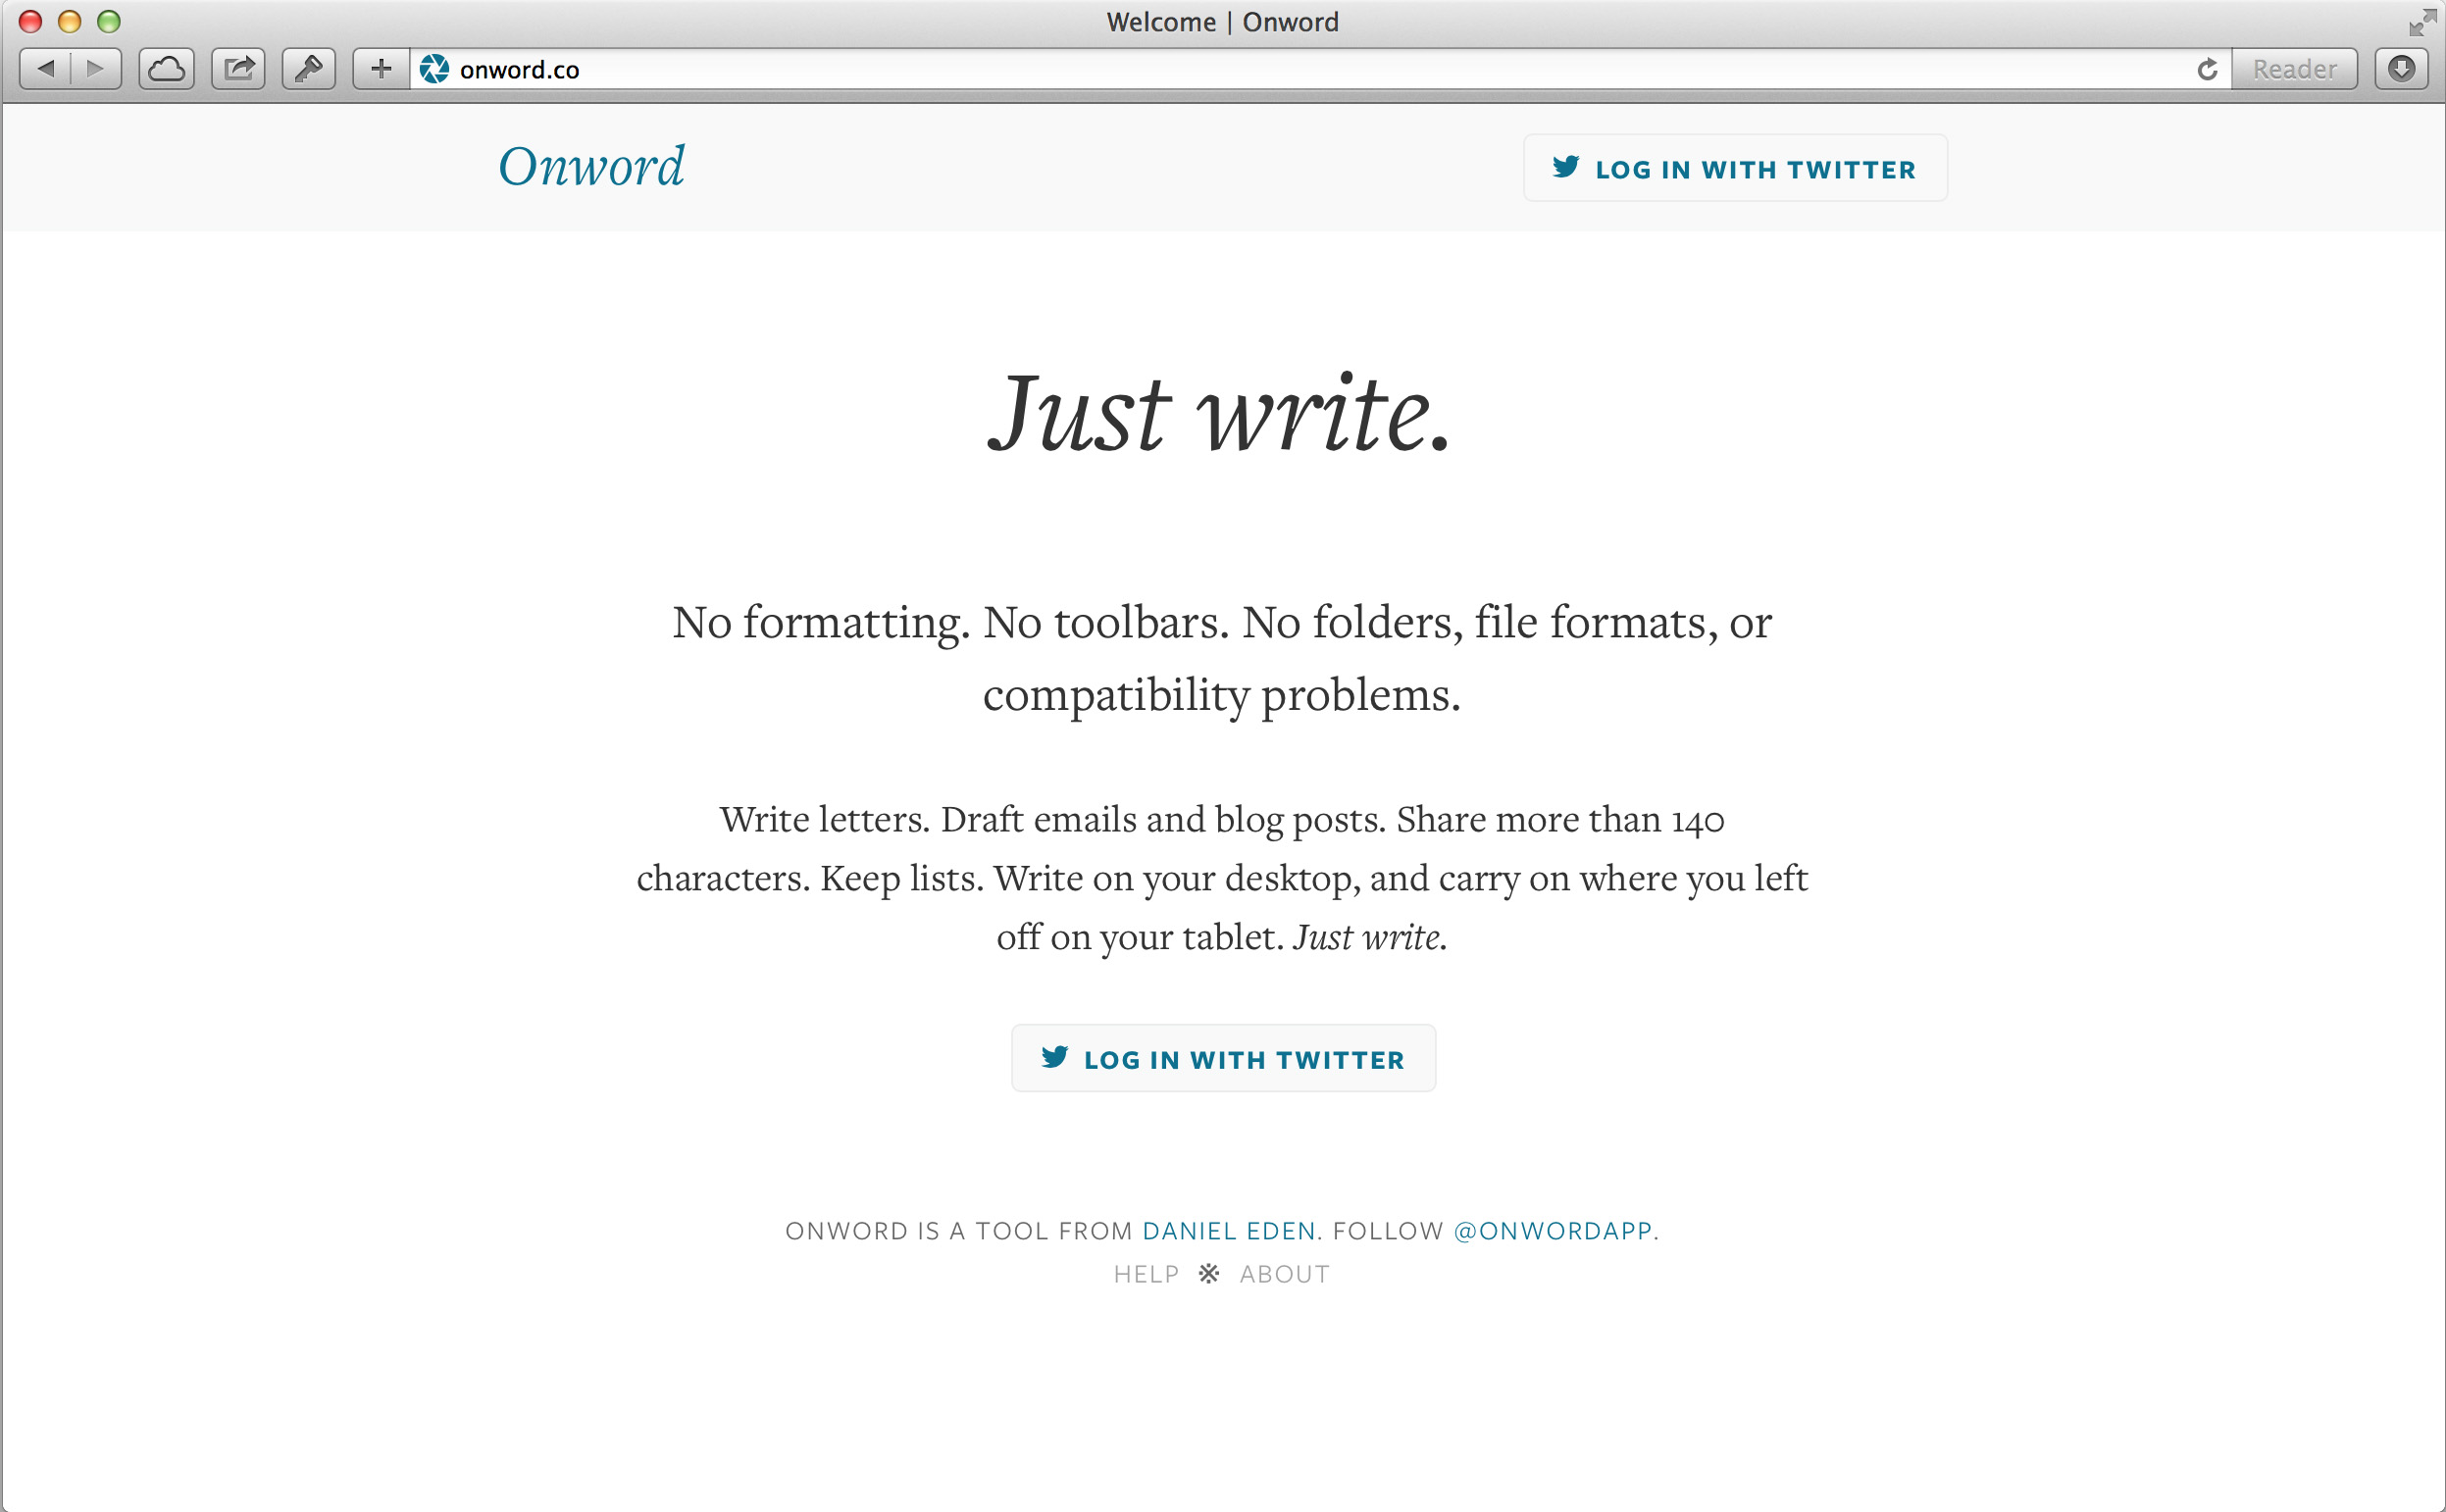 Welcome | Onword
onword.co
Reader
Onword
LOG IN WITH TWITTER
Just write.
No formatting. No toolbars. No folders, file formats, or
compatibility problems.
Write letters. Draft emails and blog posts. Share more than 140
characters. Keep lists. Write on your desktop, and carry on where you left
off on your tablet. Just write.
LOG IN WITH TWITTER
ONWORD IS A TOOL FROM DANIEL EDEN. FOLLOW @ONWORDAPP.
HELP ※ ABOUT